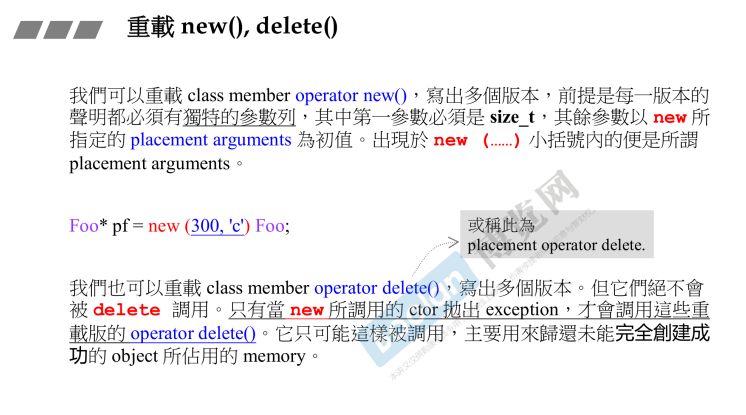 重載 new(), delete()
我們可以重載 class member operator new()，寫出多個版本，前提是每一版本的
聲明都必須有獨特的參數列，其中第一參數必須是 size_t，其餘參數以 new 所
指定的 placement arguments 為初值。出現於 new (……) 小括號內的便是所謂
placement arguments。
Foo* pf = new (300, 'c') Foo;
或稱此為
placement operator delete.
我們也可以重載 class member operator delete()，寫出多個版本。但它們絕不會
被 delete 調用。只有當 new 所調用的 ctor 拋出 exception，才會調用這些重
載版的 operator delete()。它只可能這樣被調用，主要用來歸還未能完全創建成
功的 object 所佔用的 memory。
博览网